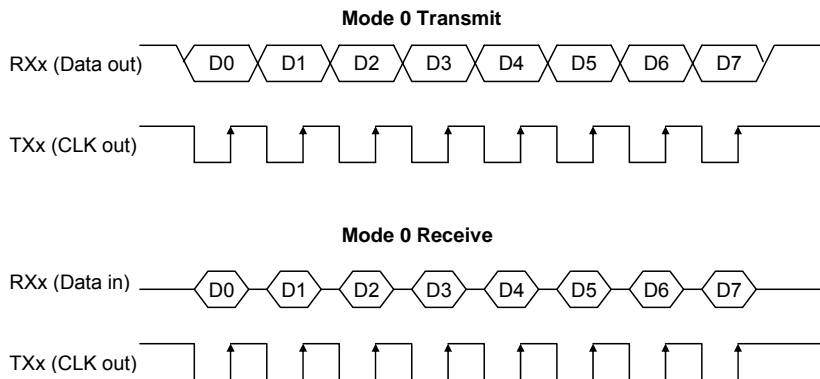 Mode 0 Transmit
RXx (Data out) D0 D1 D2 D3 D4 D5 D6 D7
TXx (CLK out)
Mode 0 Receive
RXx (Data in) D0 D1 D2 D3 D4 D5 D6 D7
TXx (CLK out)